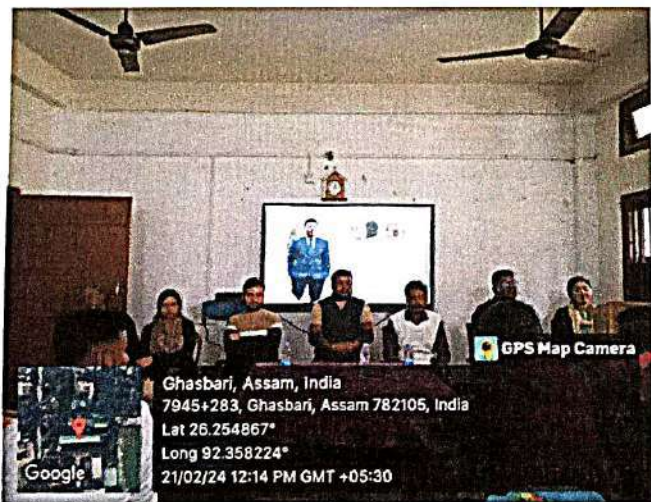 GPS Map Camera
Ghasbari, Assam, India
7945+283, Ghasbari, Assam 782105, India
Lat 26.254867°
Long 92.358224°
21/02/24 12:14 PM GMT +05:30
Google